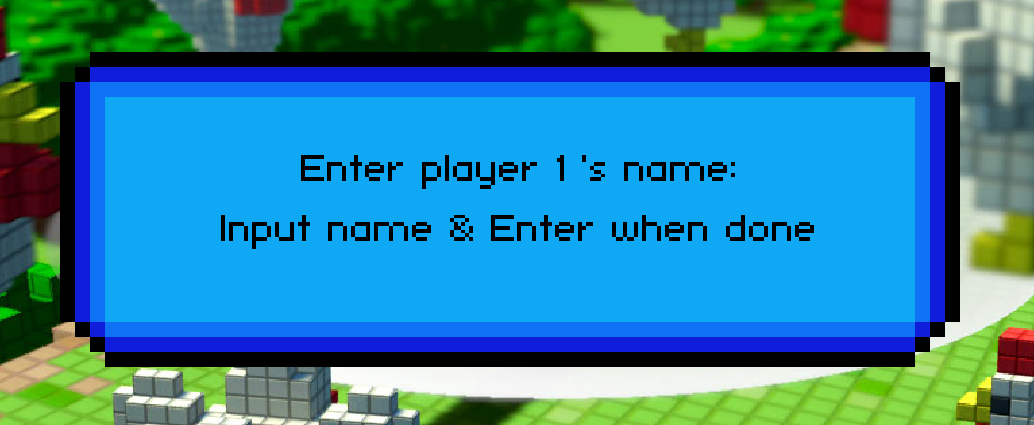 Enter player 1 's name:
Input name & Enter when done